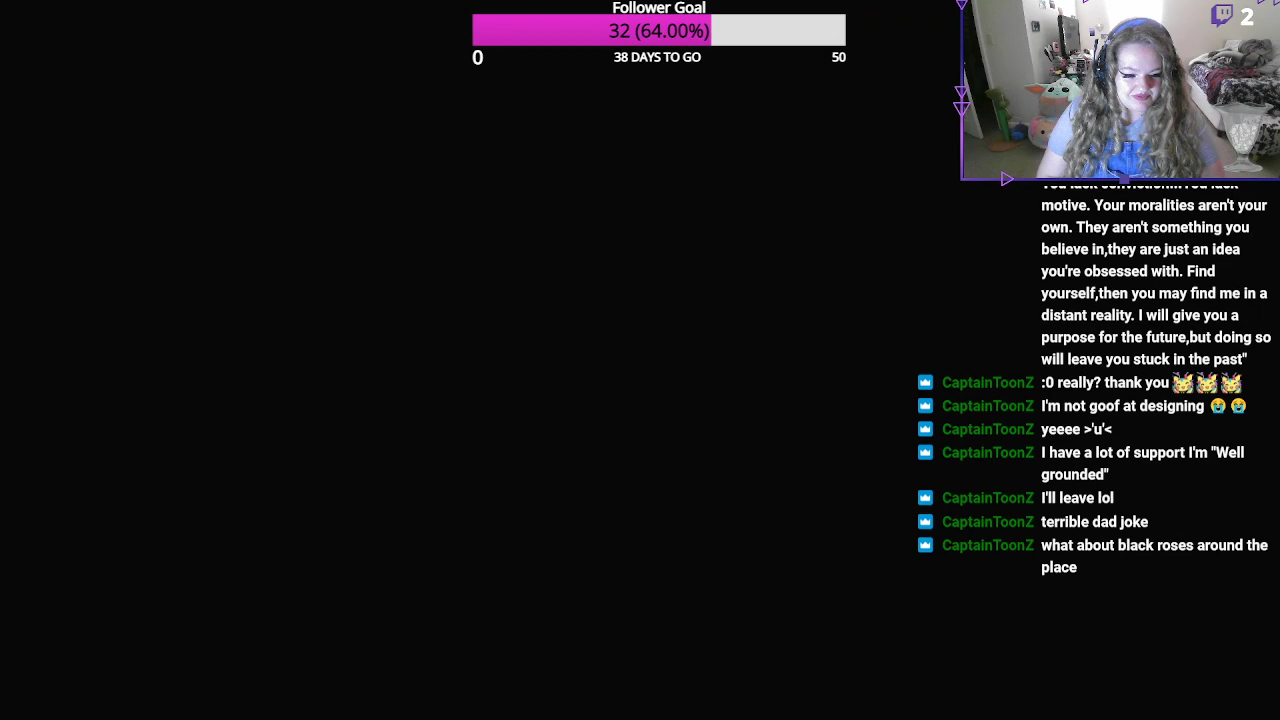 Follower Goal
32 (64.00%)
0 38 DAYS TO GO 50
2
motive. Your moralities aren't your
own. They aren't something you
believe in,they are just an idea
you're obsessed with. Find
yourself,then you may find me in a
distant reality. I will give you a
purpose for the future,but doing so
will leave you stuck in the past"
CaptainToonZ :0 really? thank you
CaptainToonZ I'm not goof at designing 😭 😭
CaptainToonZ yeeee >'u'<
CaptainToonZ I have a lot of support I'm "Well
grounded"
CaptainToonZ I'll leave lol
CaptainToonZ terrible dad joke
CaptainToonZ what about black roses around the
place